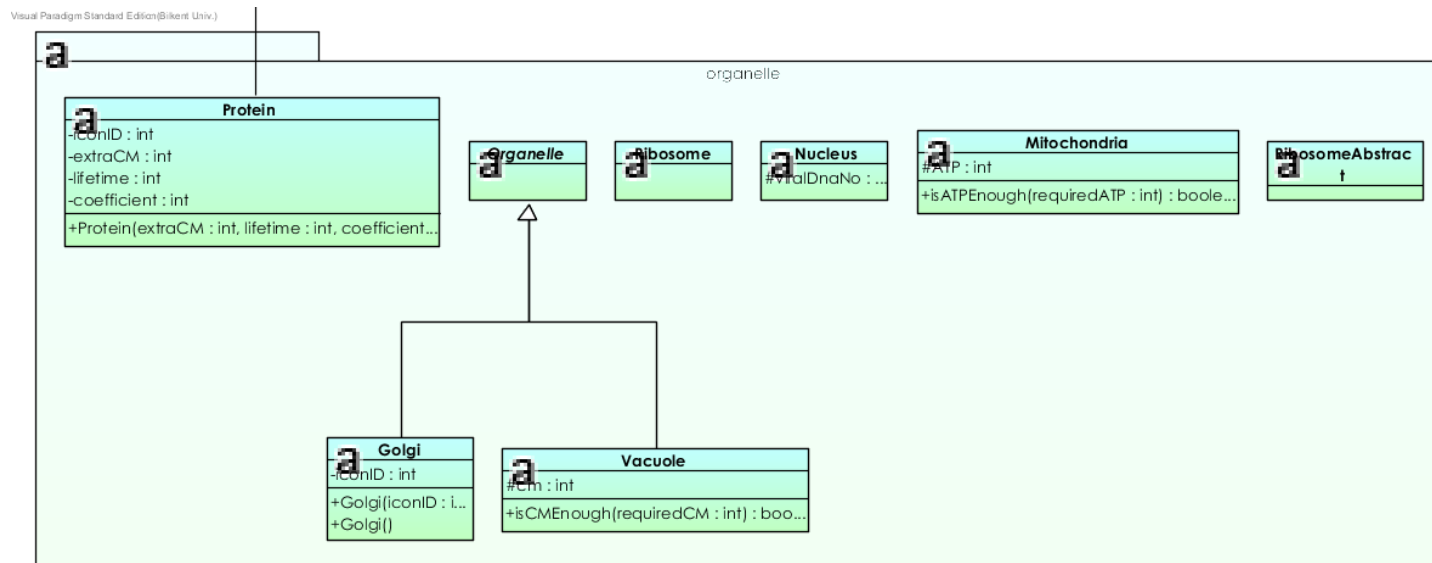 Visual Paradigm Standard Edition(Bilkent Univ.)
a
organelle
a
Protein
-iconID : int
-extraCM : int
-lifetime : int
-coefficient : int
+Protein(extraCM : int, lifetime : int, coefficient...
a
Organelle
a
Ribosome
a
Nucleus
#viralDnaNo : ...
a
Mitochondria
#ATP : int
+isATPEnough(requiredATP : int) : boole...
a
RibosomeAbstrac
t
a
Golgi
-iconID : int
+Golgi(iconID : i...
+Golgi()
a
Vacuole
#cm : int
+isCMEnough(requiredCM : int) : boo...